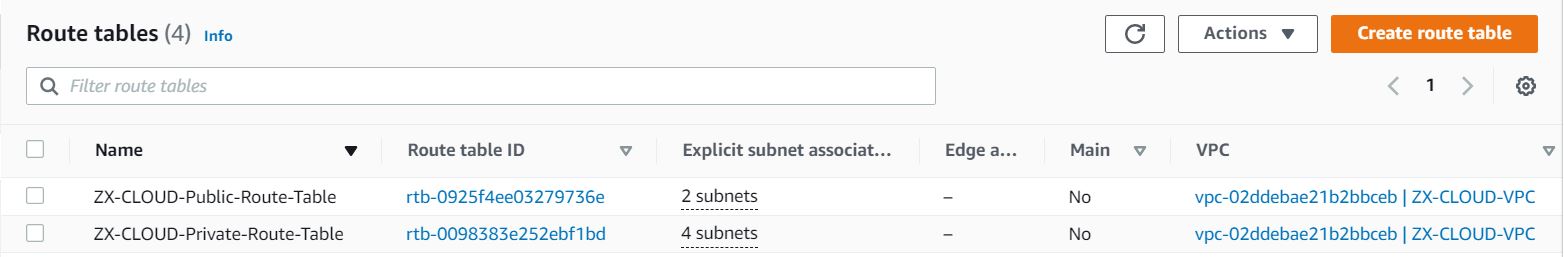 Route tables (4) Info Actions Create route table
Filter route tables 1
Name Route table ID Explicit subnet associat... Edge a... Main VPC
ZX-CLOUD-Public-Route-Table rtb-0925f4ee03279736e 2 subnets – No vpc-02ddebae21b2bbceb | ZX-CLOUD-VPC
ZX-CLOUD-Private-Route-Table rtb-0098383e252ebf1bd 4 subnets – No vpc-02ddebae21b2bbceb | ZX-CLOUD-VPC